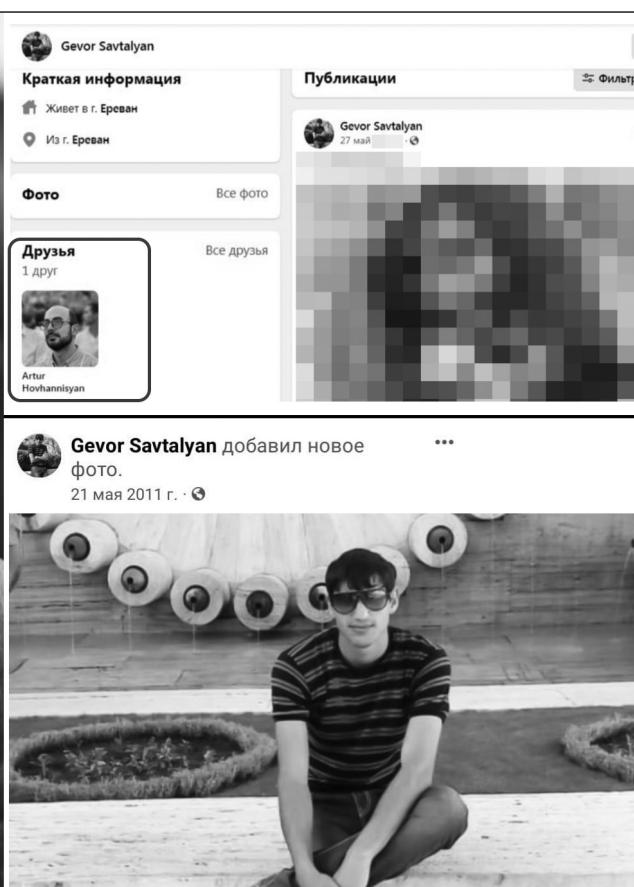 Gevor Savtalyan
Краткая информация
Живет в г. Ереван
Из г. Ереван
Фото
Все фото
Друзья
Все друзья
1 друг
Artur
Hovhannisyan
Публикации
Gevor Savtalyan
27 май
Gevor Savtalyan добавил новое
фото.
21 мая 2011 г. ·